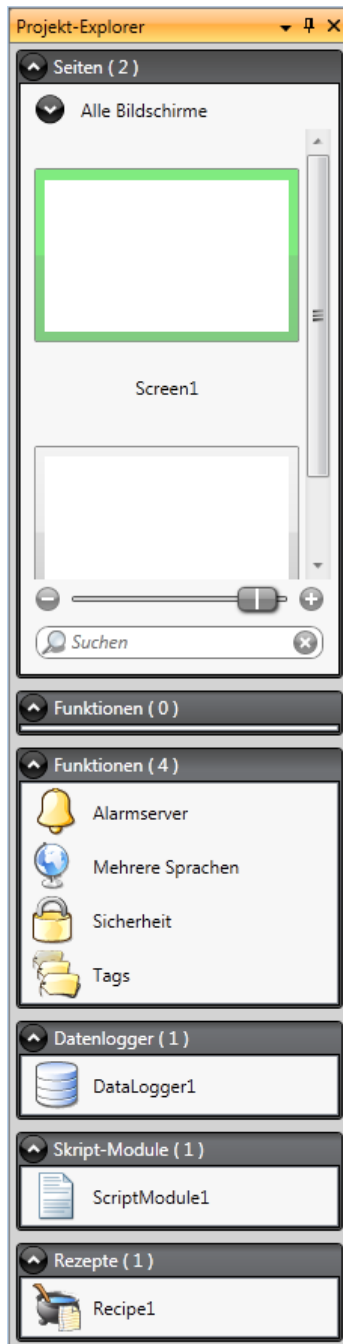 Projekt-Explorer
Seiten ( 2 )
Alle Bildschirme
Screen1
Suchen
Funktionen ( 0 )
Funktionen ( 4 )
Alarmserver
Mehrere Sprachen
Sicherheit
Tags
Datenlogger ( 1 )
DataLogger1
Skript-Module ( 1 )
ScriptModule1
Rezepte ( 1 )
Recipe1